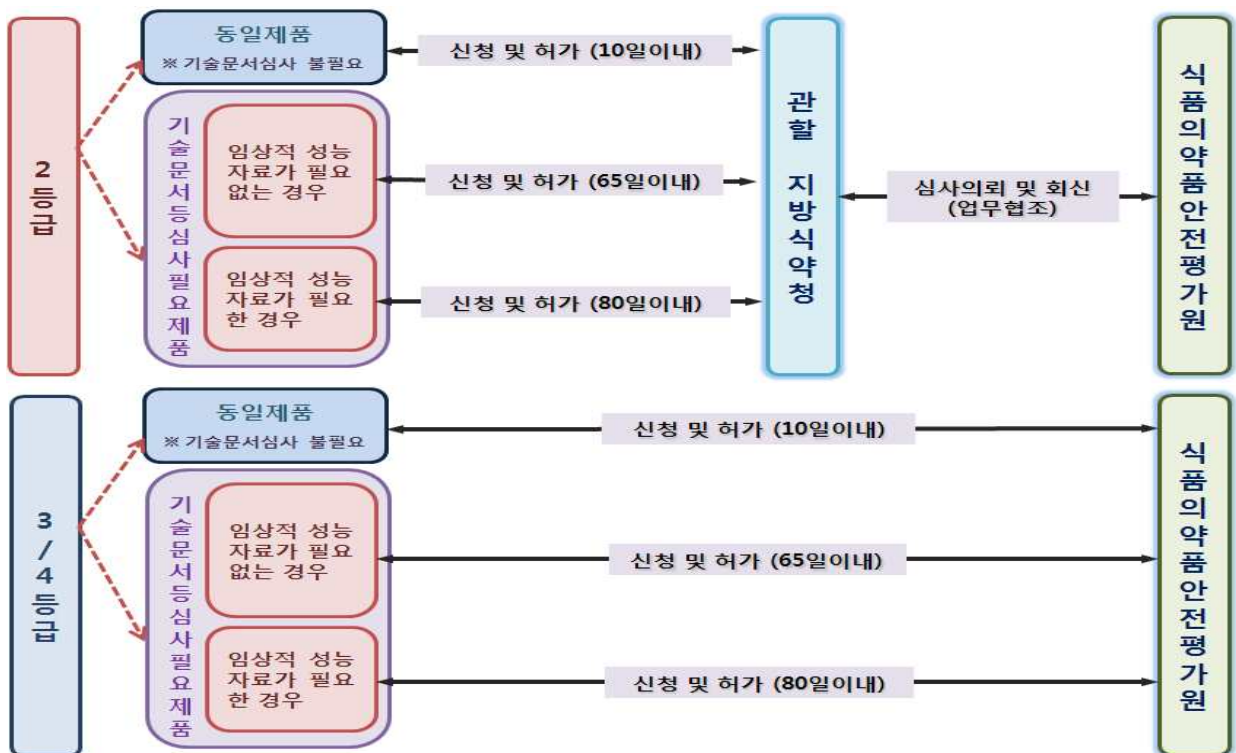 2등급
동일제품
※ 기술문서심사 불필요
신청 및 허가 (10일이내)
기술문서등심사필요제품
임상적 성능
자료가 필요
없는 경우
신청 및 허가 (65일이내)
임상적 성능
자료가 필요
한 경우
신청 및 허가 (80일이내)
관할 지방식약청
심사의뢰 및 회신
(업무협조)
식품의약품안전평가원
3/4등급
동일제품
※ 기술문서심사 불필요
신청 및 허가 (10일이내)
기술문서등심사필요제품
임상적 성능
자료가 필요
없는 경우
신청 및 허가 (65일이내)
임상적 성능
자료가 필요
한 경우
신청 및 허가 (80일이내)
식품의약품안전평가원